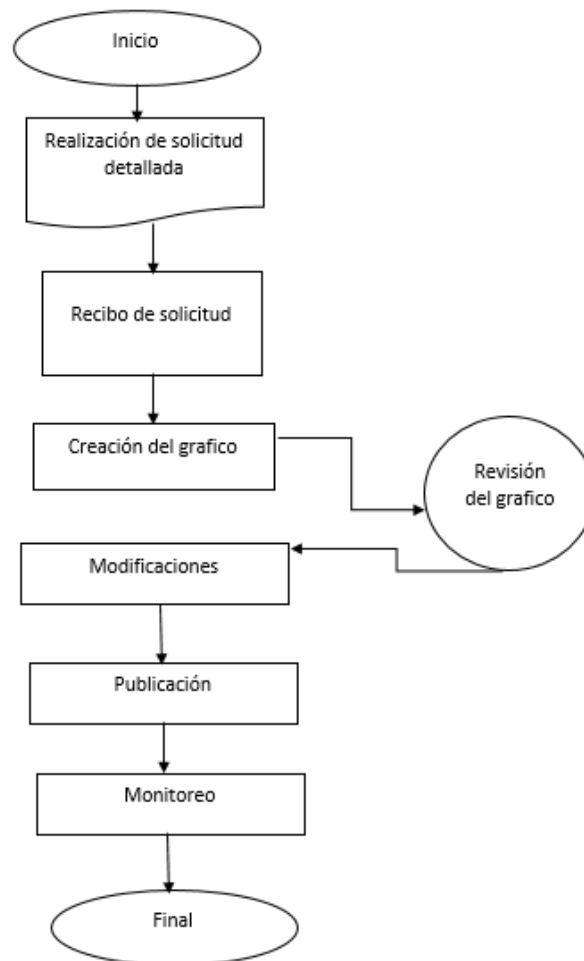 Inicio
Realización de solicitud
detallada
Recibo de solicitud
Creación del grafico
Revisión
del grafico
Modificaciones
Publicación
Monitoreo
Final